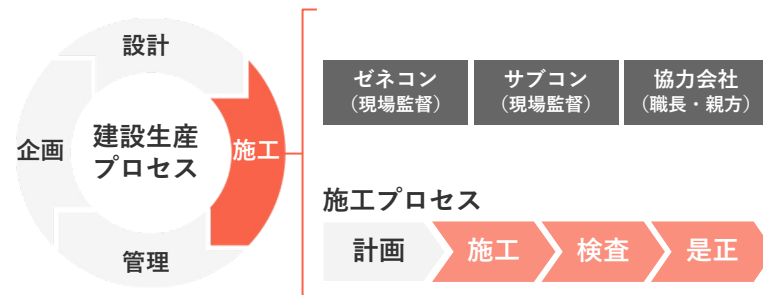 設計
企画
建設生産
プロセス
施工
管理
ゼネコン
（現場監督）
サブコン
（現場監督）
協力会社
（職長・親方）
施工プロセス
計画
施工
検査
是正